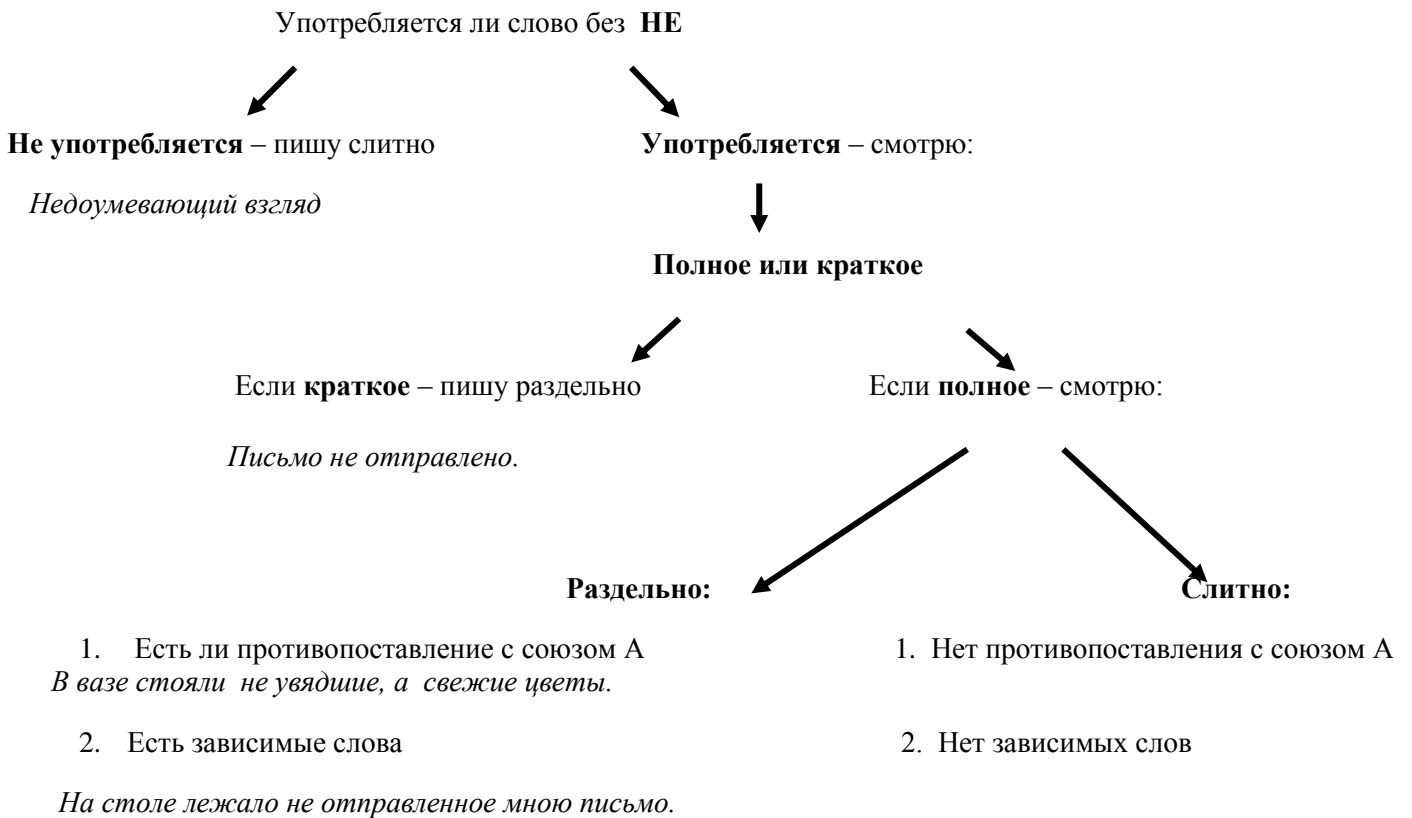 Употребляется ли слово без НЕ
Не употребляется – пишу слитно
Употребляется – смотрю:
Недоумевающий взгляд
Полное или краткое
Если краткое – пишу раздельно
Если полное – смотрю:
Письмо не отправлено.
Раздельно:
Слитно:
1. Есть ли противопоставление с союзом А
1. Нет противопоставления с союзом А
В вазе стояли не увядшие, а свежие цветы.
2. Есть зависимые слова
2. Нет зависимых слов
На столе лежало не отправленное мною письмо.